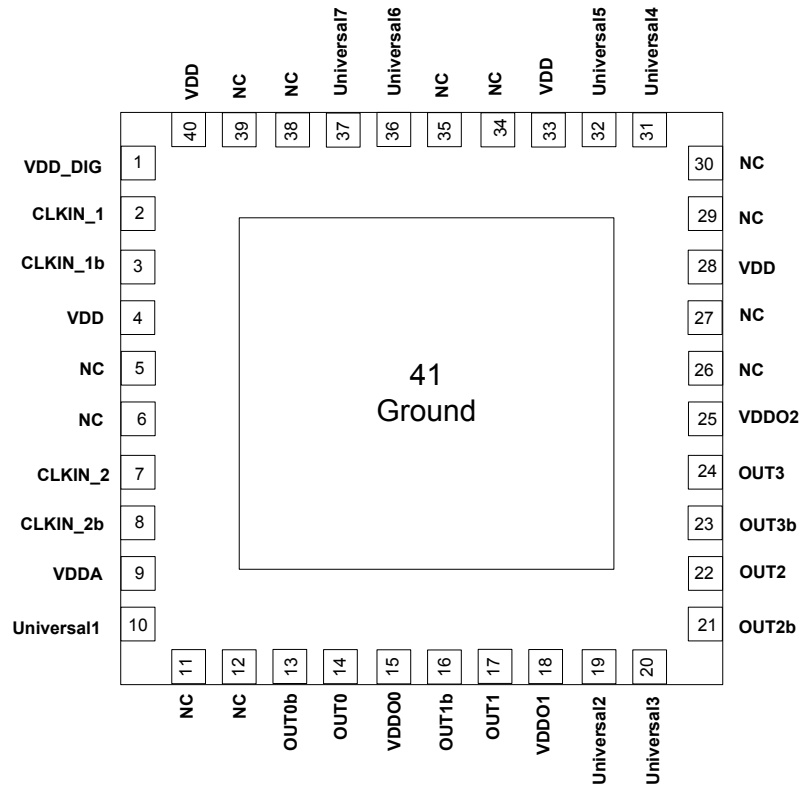 VDD
NC
NC
Universal7
Universal6
NC
NC
VDD
Universal5
Universal4
40
39
38
37
36
35
34
33
32
31
VDD_DIG 1
CLKIN_1 2
CLKIN_1b 3
VDD 4
NC 5
NC 6
CLKIN_2 7
CLKIN_2b 8
VDDA 9
Universal1 10
41
Ground
30 NC
29 NC
28 VDD
27 NC
26 NC
25 VDDO2
24 OUT3
23 OUT3b
22 OUT2
21 OUT2b
11
12
13
14
15
16
17
18
19
20
NC
NC
OUT0b
OUT0
VDDO0
OUT1b
OUT1
VDDO1
Universal2
Universal3